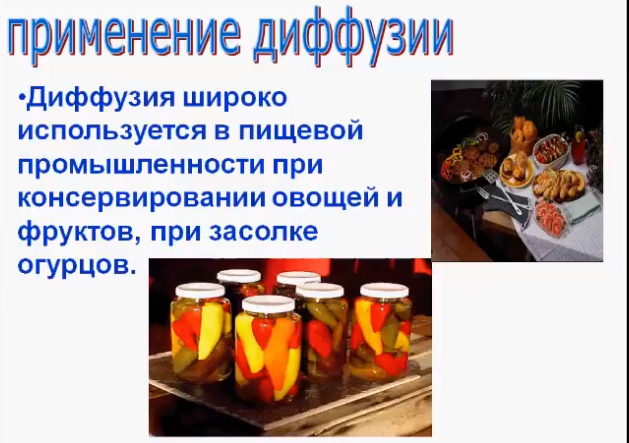 применение диффузии
•Диффузия широко
используется в пищевой
промышленности при
консервировании овощей и
фруктов, при засолке
огурцов.